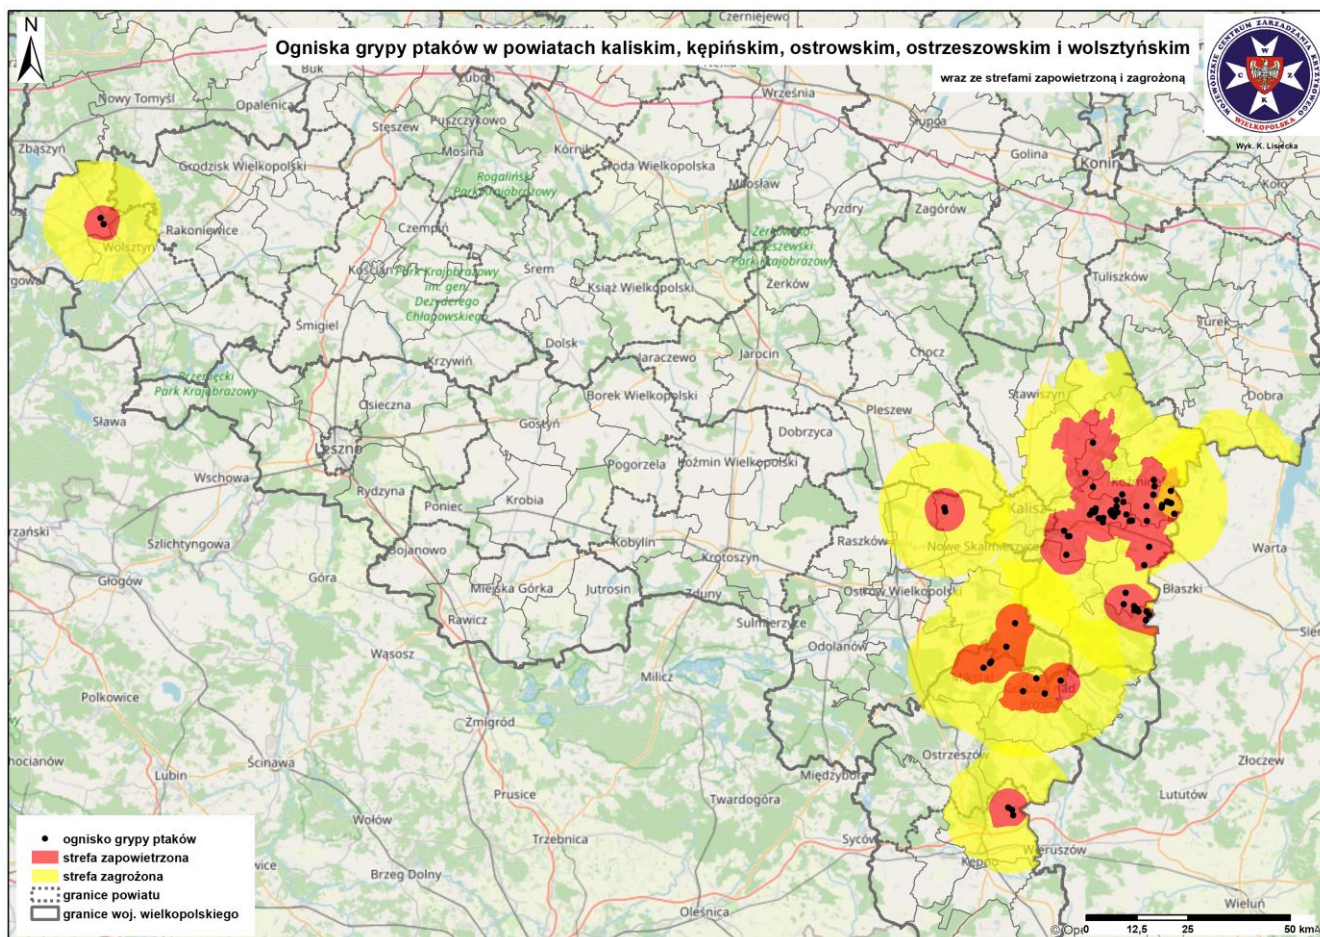 Czerniejewo
N
Ogniska grypy ptaków w powiatach kaliskim, kępińskim, ostrowskim, ostrzeszowskim i wolsztyńskim
wraz ze strefami zapowietrzoną i zagrożoną
WOJEWÓDZKIE CENTRUM ZARZĄDZANIA KRYZYSOWEGO
W
C Z
K
WIELKOPOLSKA
Wyk. K. Lisiecka
Buk
Luboń
Nowy Tomyśl
Opalenica
Września
Stęszew
Puszczykowo
Słupca
Zbąszyń
Mosina
Kórnik
Golina
Konin
Grodzisk Wielkopolski
Środa Wielkopolska
Koło
Rogaliński
Park Krajobrazowy
Miłosław
Pyzdry
Zagórów
Wolsztyn
Rakoniewice
Czempiń
Żerkowsko-
Czeszewski
Park Krajobrazowy
Kościan
Park Krajobrazowy
im. gen.
Dezyderego
Chłapowskiego
Śrem
Książ Wielkopolski
Żerków
Tuliszków
Śmigiel
Turek
Dolsk
Krzywiń
Jaraczewo
Jarocin
Chocz
Przemęcki
Park Krajobrazowy
Stawiszyn
Dobra
Osieczna
Borek Wielkopolski
Pleszew
Sława
Gostyń
Dobrzyca
Leszno
Pogorzela
Koźmin Wielkopolski
Wschowa
Rydzyna
Krobia
Poniec
Kalisz
Szlichtyngowa
Kobylin
Raszków
Nowe Skalmierzyce
Bojanowo
Krotoszyn
Warta
Głogów
Góra
Miejska Górka
Jutrosin
Zduny
Ostrów Wielkopolski
Błaszki
Rawicz
Sulmierzyce
Wąsosz
Odolanów
Polkowice
Milicz
Żmigród
Ostrzeszów
Złoczew
Lubin
Ścinawa
Międzybórz
Prusice
Twardogóra
Lututów
Wołów
Trzebnica
Syców
Wieruszów
Kępno
Brzeg Dolny
Oleśnica
Wieluń
ognisko grypy ptaków
strefa zapowietrzona
strefa zagrożona
granice powiatu
granice woj. wielkopolskiego
0 12,5 25 50 km